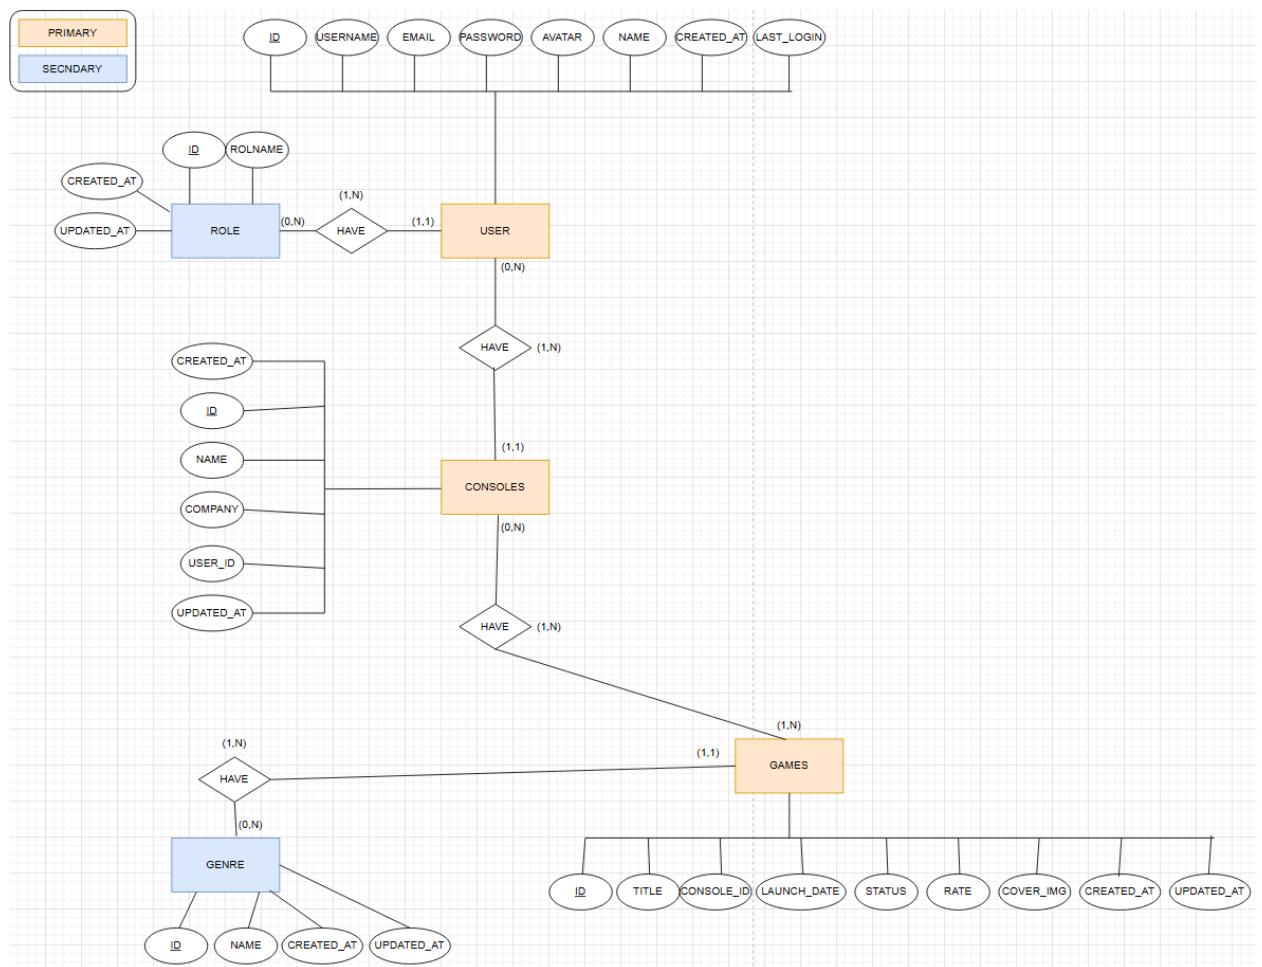 PRIMARY
SECNDARY
ID
USERNAME
EMAIL
PASSWORD
AVATAR
NAME
CREATED_AT
LAST_LOGIN
ID
ROLNAME
CREATED_AT
UPDATED_AT
ROLE
(0,N)
(1,N)
HAVE
(1,1)
USER
(0,N)
HAVE
(1,N)
(1,1)
CREATED_AT
ID
NAME
COMPANY
USER_ID
UPDATED_AT
CONSOLES
(0,N)
HAVE
(1,N)
(1,N)
(1,1)
GAMES
(1,N)
HAVE
(0,N)
GENRE
ID
NAME
CREATED_AT
UPDATED_AT
ID
TITLE
CONSOLE_ID
LAUNCH_DATE
STATUS
RATE
COVER_IMG
CREATED_AT
UPDATED_AT